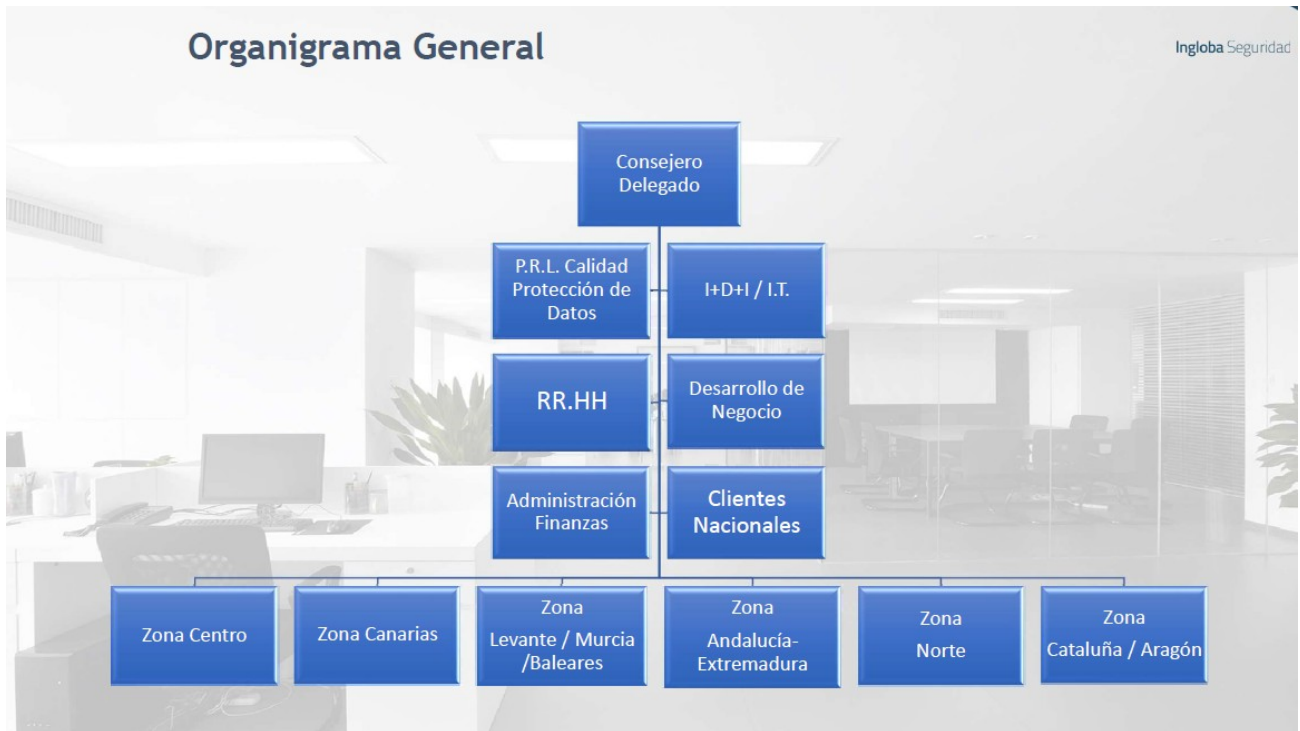 Organigrama General
Ingloba Seguridad
Consejero
Delegado
P.R.L. Calidad
Protección de
Datos
I+D+I / I.T.
RR.HH
Desarrollo de
Negocio
Administración
Finanzas
Clientes
Nacionales
Zona Centro
Zona Canarias
Zona
Levante / Murcia
/Baleares
Zona
Andalucía-
Extremadura
Zona
Norte
Zona
Cataluña / Aragón